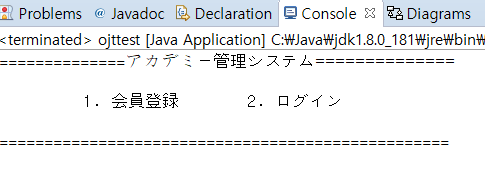 Problems @ Javadoc Declaration Console Diagrams
<terminated> ojttest [Java Application] C:₩Java₩jdk1.8.0_181₩jre₩bin₩
==============アカデミー管理システム===============
1. 会員登録 2. ログイン
==================================================